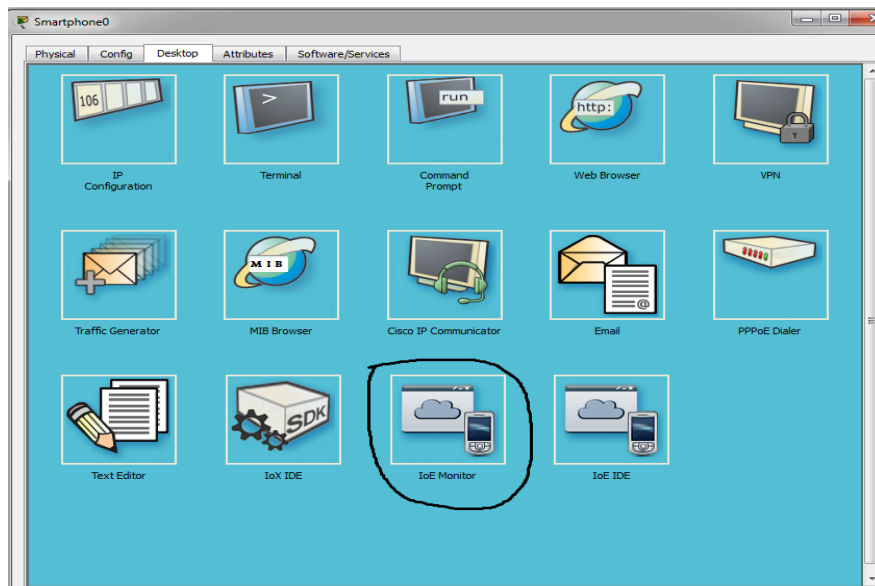 Smartphone0
Physical Config Desktop Attributes Software/Services
106
>
run
http:
IP
Configuration
Terminal
Command
Prompt
Web Browser
VPN
MIB
@
Traffic Generator
MIB Browser
Cisco IP Communicator
Email
PPPoE Dialer
SDK
Text Editor
IoX IDE
IoE Monitor
IoE IDE